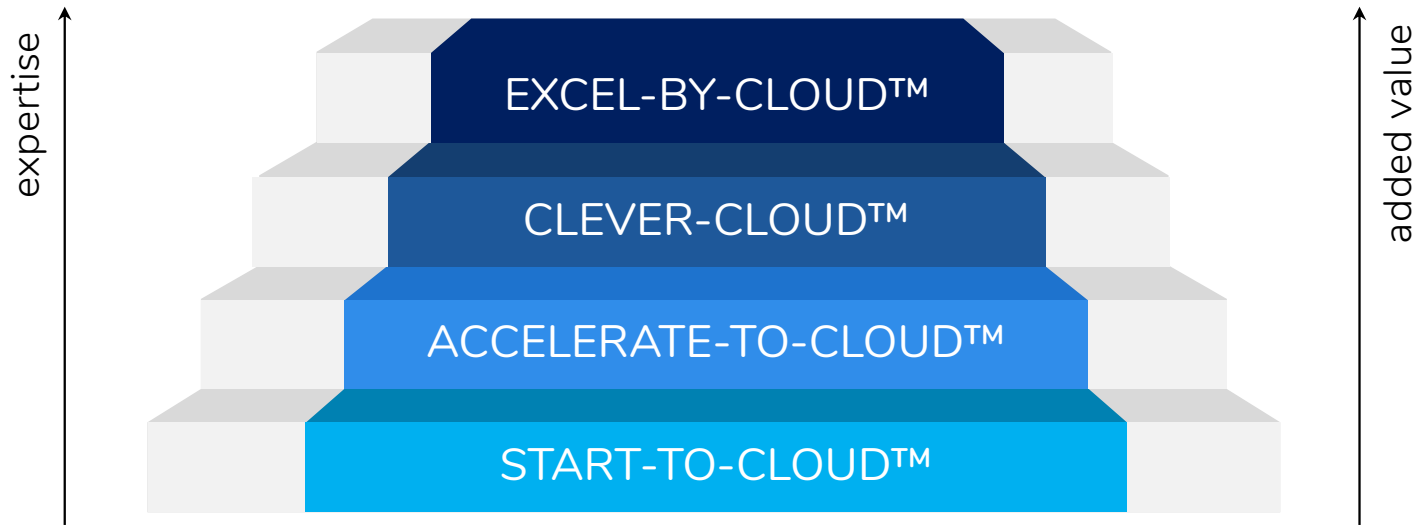 expertise
EXCEL-BY-CLOUD™
CLEVER-CLOUD™
ACCELERATE-TO-CLOUD™
START-TO-CLOUD™
added value